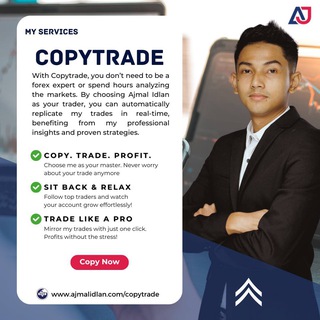 AJ
MY SERVICES
COPYTRADE
With Copytrade, you don't need to be a
forex expert or spend hours analyzing
the markets. By choosing Ajmal Idlan
as your trader, you can automatically
replicate my trades in real-time,
benefiting from my professional
insights and proven strategies.
COPY. TRADE. PROFIT.
Choose me as your master. Never worry
about your trade anymore
SIT BACK & RELAX
Follow top traders and watch
your account grow effortlessly!
TRADE LIKE A PRO
Mirror my trades with just one click.
Profits without the stress!
Copy Now
www.ajmalidlan.com/copytrade